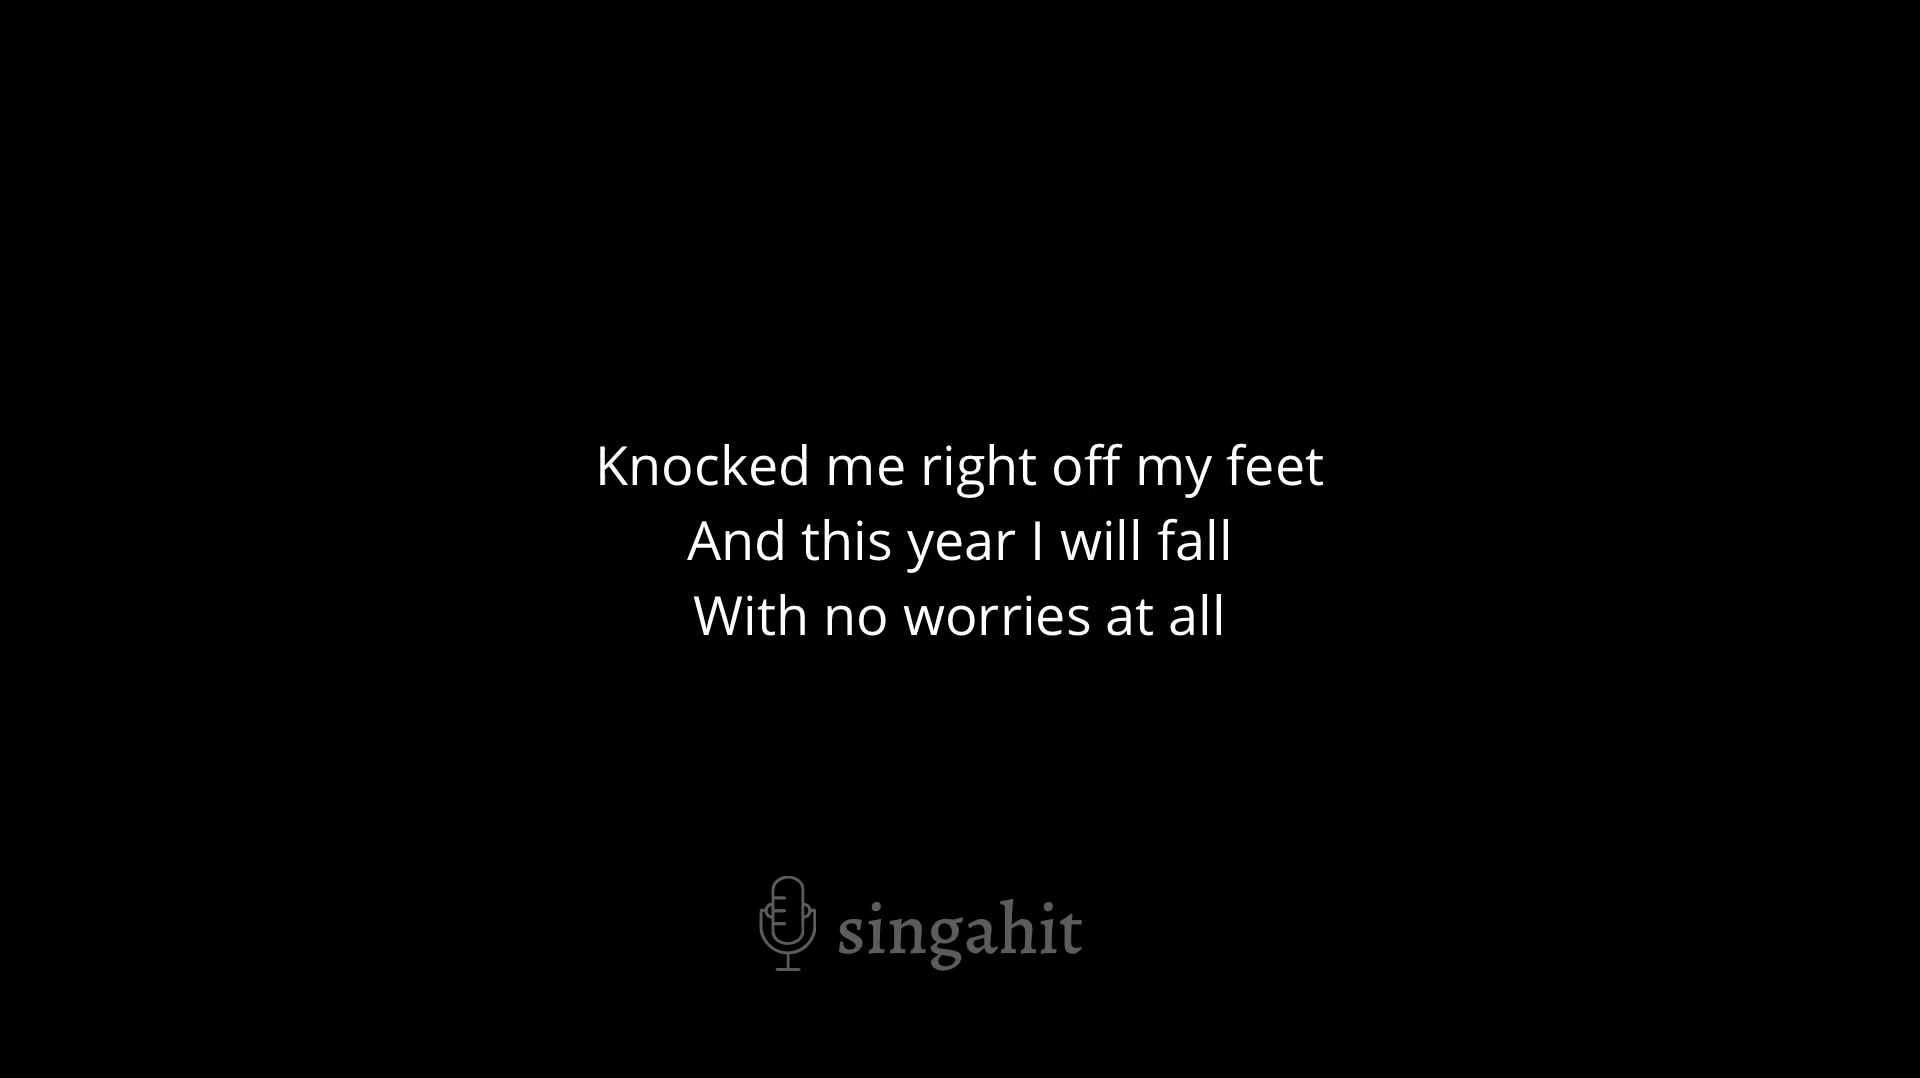 Knocked me right off my feet
And this year I will fall
With no worries at all
singahit